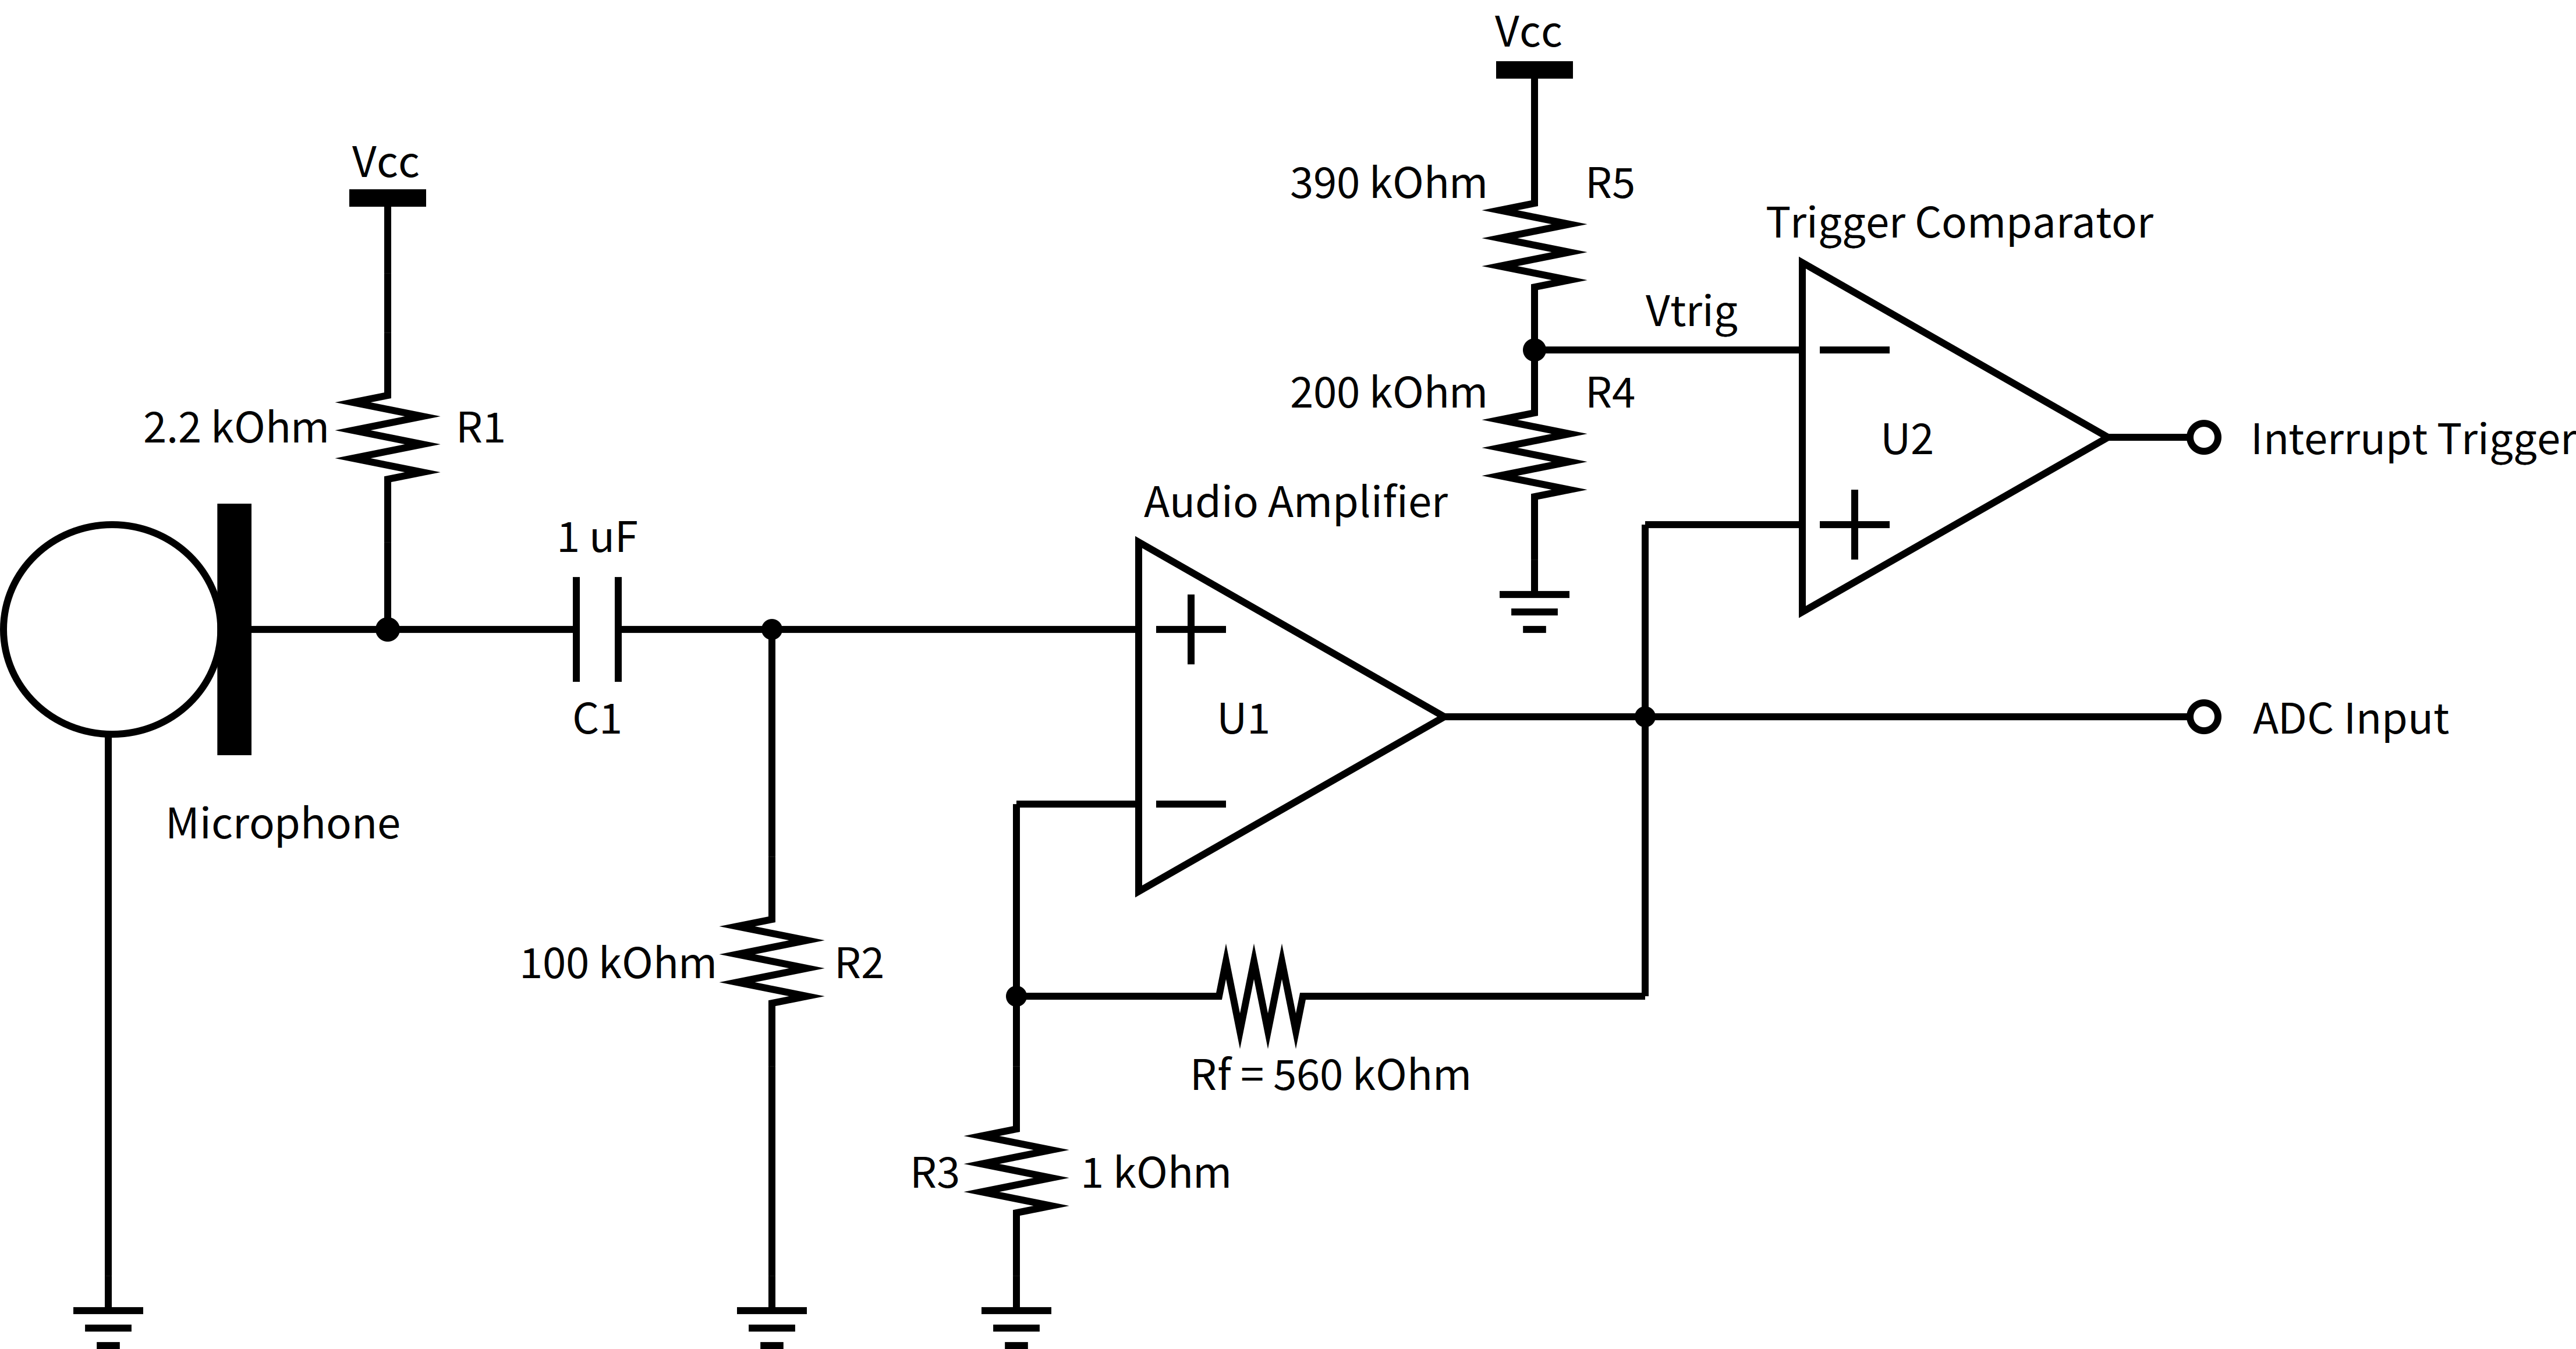 Vcc
Vcc
390 kOhm
R5
Trigger Comparator
Vtrig
200 kOhm
R4
2.2 kOhm
R1
U2
Interrupt Trigger
Audio Amplifier
1 uF
C1
U1
ADC Input
Microphone
100 kOhm
R2
Rf = 560 kOhm
R3
1 kOhm